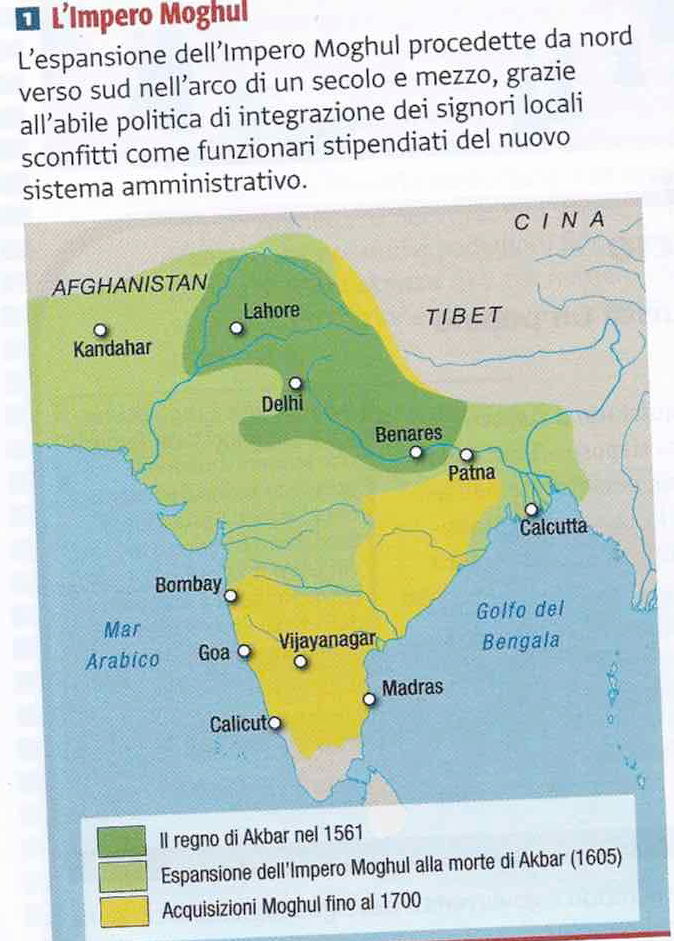 1 L'Impero Moghul
L'espansione dell'Impero Moghul procedette da nord
verso sud nell'arco di un secolo e mezzo, grazie
all'abile politica di integrazione dei signori locali
sconfitti come funzionari stipendiati del nuovo
sistema amministrativo.
CINA
AFGHANISTAN
TIBET
Lahore
Kandahar
Delhi
Benares
Patna
Calcutta
Bombay
Golfo del
Bengala
Mar
Arabico
Goa
Vijayanagar
Madras
Calicut
Il regno di Akbar nel 1561
Espansione dell'Impero Moghul alla morte di Akbar (1605)
Acquisizioni Moghul fino al 1700